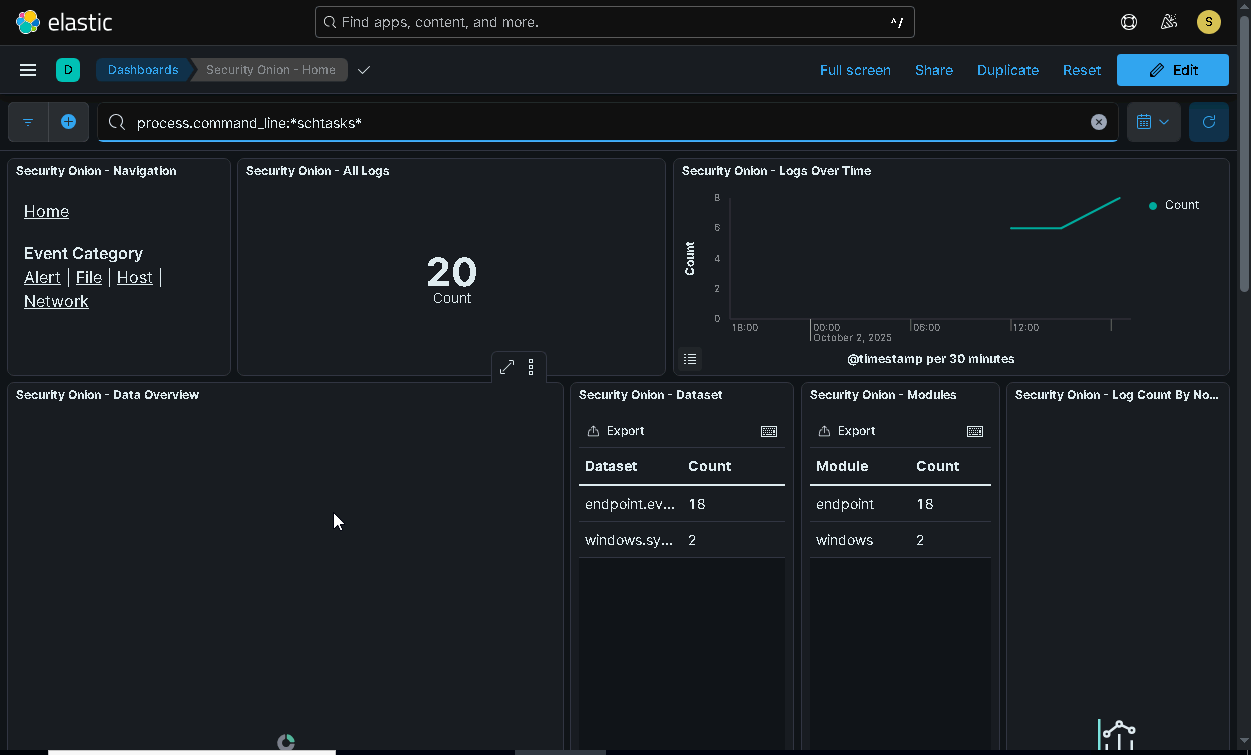 elastic
Find apps, content, and more.
^/
S
D
Dashboards
Security Onion - Home
Full screen
Share
Duplicate
Reset
Edit
process.command_line:*schtasks*
Security Onion - Navigation
Home
Event Category
Alert | File | Host |
Network
Security Onion - All Logs
20
Count
Security Onion - Logs Over Time
Count
8
6
4
2
0
Count
18:00
00:00
06:00
12:00
October 2, 2025
@timestamp per 30 minutes
Security Onion - Data Overview
Security Onion - Dataset
Export
Dataset Count
endpoint.ev... 18
windows.sy... 2
Security Onion - Modules
Export
Module Count
endpoint 18
windows 2
Security Onion - Log Count By No...